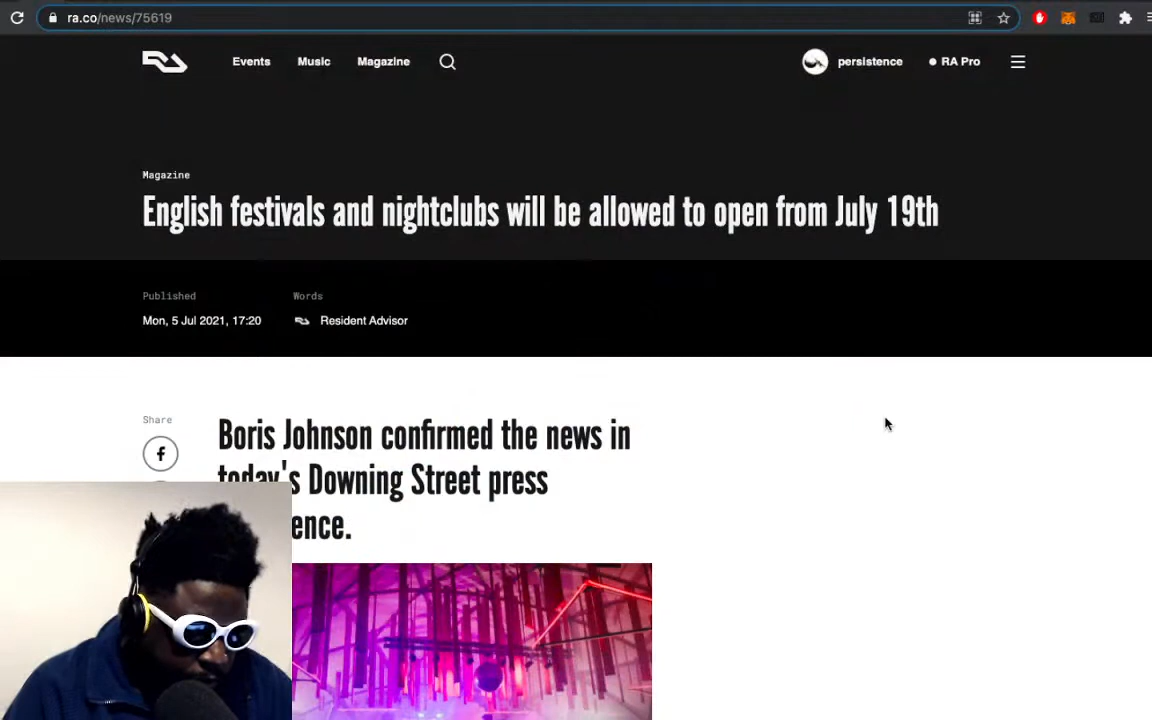 ra.co/news/75619
Events Music Magazine persistence RA Pro
Magazine
English festivals and nightclubs will be allowed to open from July 19th
Published Words
Mon, 5 Jul 2021, 17:20 Resident Advisor
Share
Boris Johnson confirmed the news in
today's Downing Street press
ence.